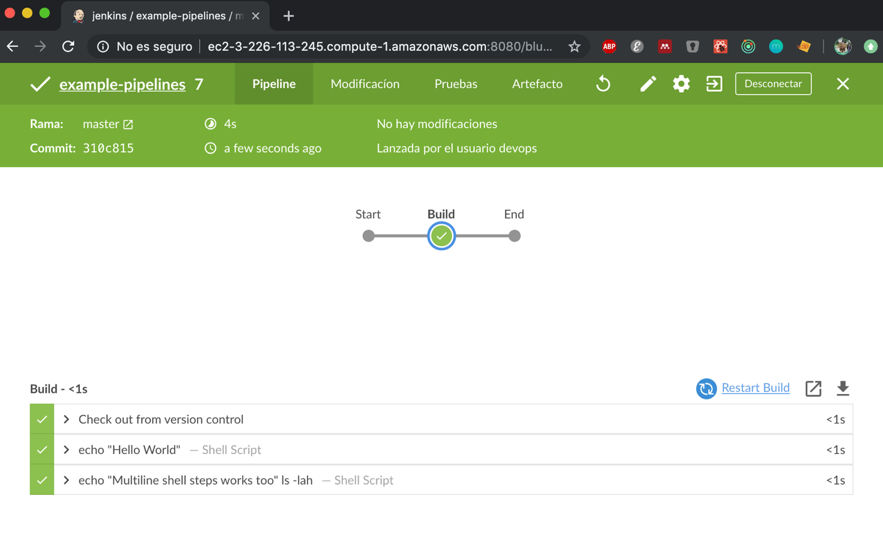 jenkins / example-pipelines / m
No es seguro
ec2-3-226-113-245.compute-1.amazonaws.com:8080/blu...
ABP
example-pipelines 7
Pipeline
Modificacíon
Pruebas
Artefacto
Desconectar
Rama: master
4s
No hay modificaciones
Commit: 310c815
a few seconds ago
Lanzada por el usuario devops
Start
Build
End
Build - <1s
Restart Build
Check out from version control
<1s
echo "Hello World" — Shell Script
<1s
echo "Multiline shell steps works too" ls -lah — Shell Script
<1s